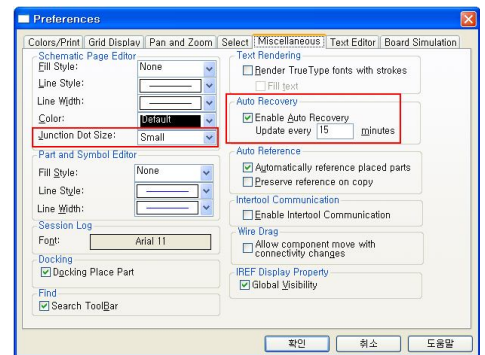 Preferences
Colors/Print Grid Display Pan and Zoom Select Miscellaneous Text Editor Board Simulation
Schematic Page Editor
Fill Style: None
Line Style:
Line Width:
Color: Default
Junction Dot Size: Small
Part and Symbol Editor
Fill Style: None
Line Style:
Line Width:
Session Log
Font: Arial 11
Docking
Docking Place Part
Find
Search ToolBar
Text Rendering
Render TrueType fonts with strokes
Fill text
Auto Recovery
Enable Auto Recovery
Update every 15 minutes
Auto Reference
Automatically reference placed parts
Preserve reference on copy
Intertool Communication
Enable Intertool Communication
Wire Drag
Allow component move with
connectivity changes
IREF Display Property
Global Visibility
확인 취소 도움말